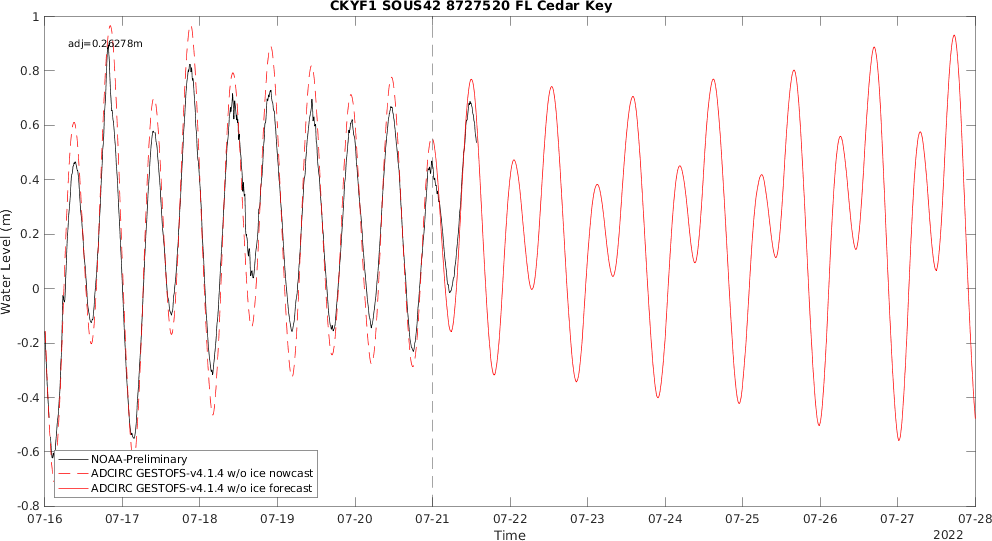 CKYF1 SOUS42 8727520 FL Cedar Key
adj=0.26278m
Water Level (m)
1
0.8
0.6
0.4
0.2
0
-0.2
-0.4
-0.6
-0.8
NOAA-Preliminary
ADCIRC GESTOFS-v4.1.4 w/o ice nowcast
ADCIRC GESTOFS-v4.1.4 w/o ice forecast
07-16 07-17 07-18 07-19 07-20 07-21 07-22 07-23 07-24 07-25 07-26 07-27 07-28
Time
2022